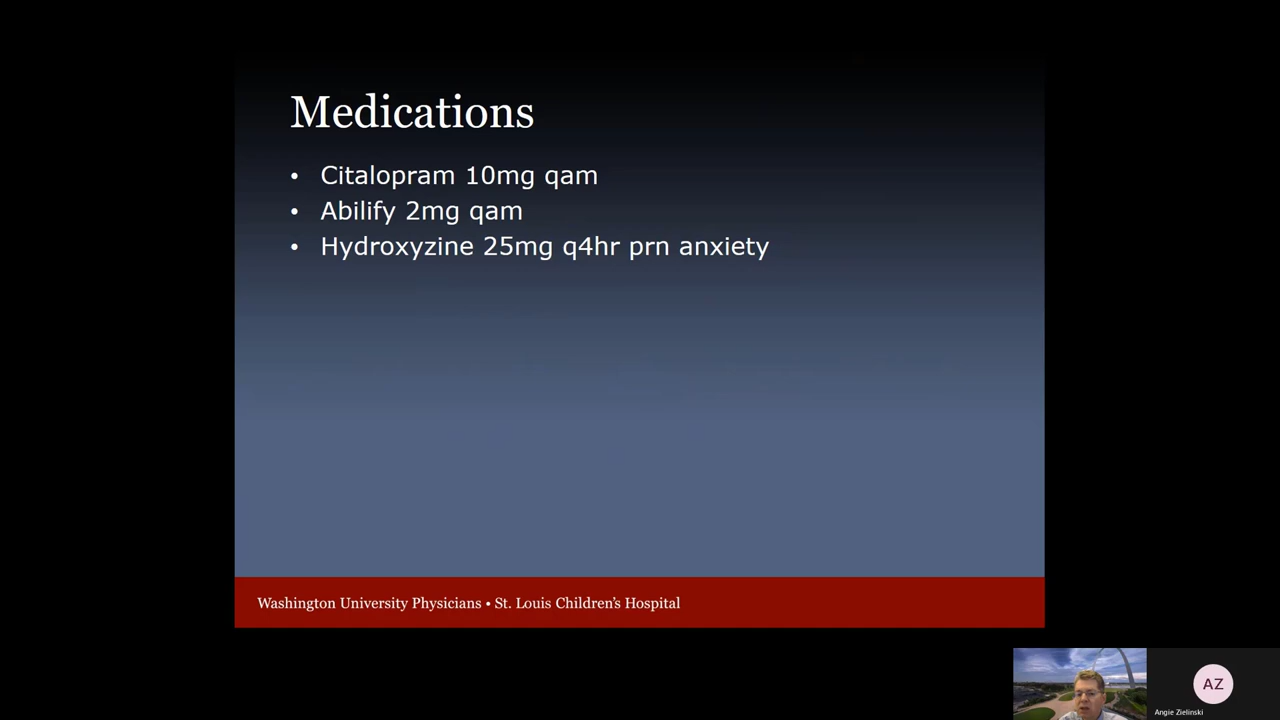 Medications
• Citalopram 10mg qam
• Abilify 2mg qam
• Hydroxyzine 25mg q4hr prn anxiety
Washington University Physicians • St. Louis Children's Hospital
AZ
Angie Zielinski